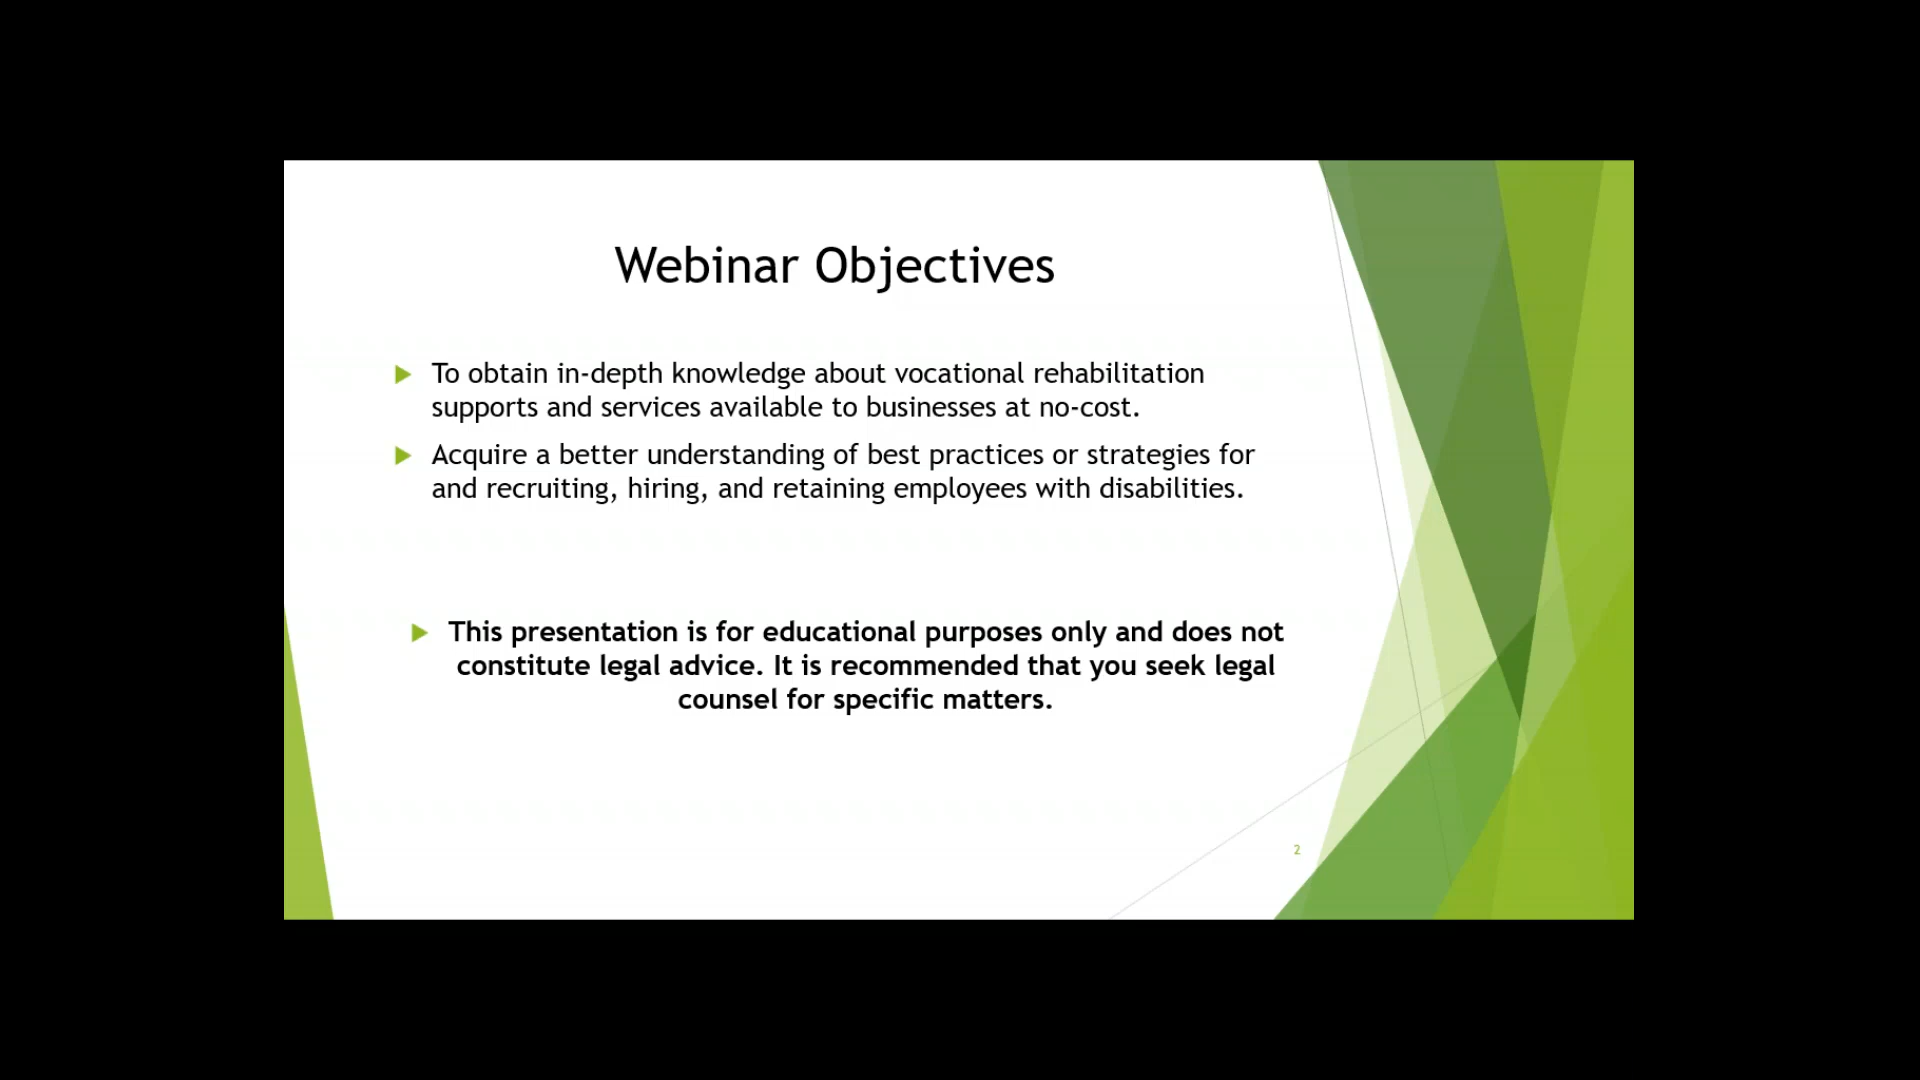 Webinar Objectives
To obtain in-depth knowledge about vocational rehabilitation
supports and services available to businesses at no-cost.
Acquire a better understanding of best practices or strategies for
and recruiting, hiring, and retaining employees with disabilities.
This presentation is for educational purposes only and does not
constitute legal advice. It is recommended that you seek legal
counsel for specific matters.
2